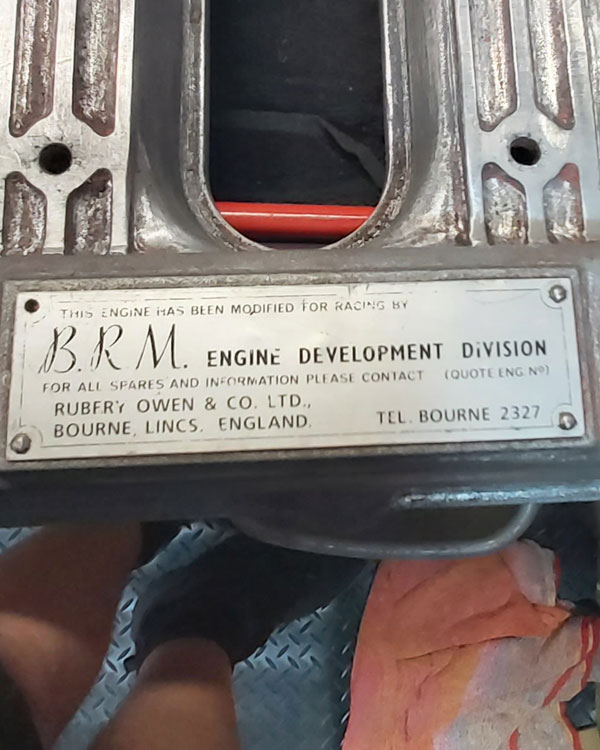 THIS ENGINE HAS BEEN MODIFIED FOR RACING BY
B.R.M. ENGINE DEVELOPMENT DIVISION
FOR ALL SPARES AND INFORMATION PLEASE CONTACT (QUOTE ENG. Nº)
RUBERY OWEN & CO. LTD.,
BOURNE, LINCS. ENGLAND. TEL. BOURNE 2327